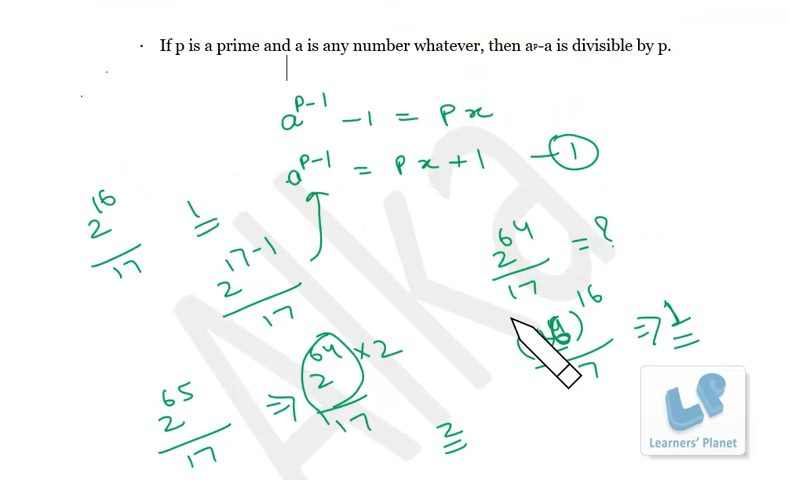 · If p is a prime and a is any number whatever, then aᵖ-a is divisible by p.
a^{p-1} - 1 = px
a^{p-1} = px + 1 — ①
2^{16}/17 1
2^{17-1}/17
2^{64}/17 = ?
)^{16} ⇒ 1
2^{65}/17 ⇒ 2^{64} × 2/17 2
Alka
LP
Learners' Planet